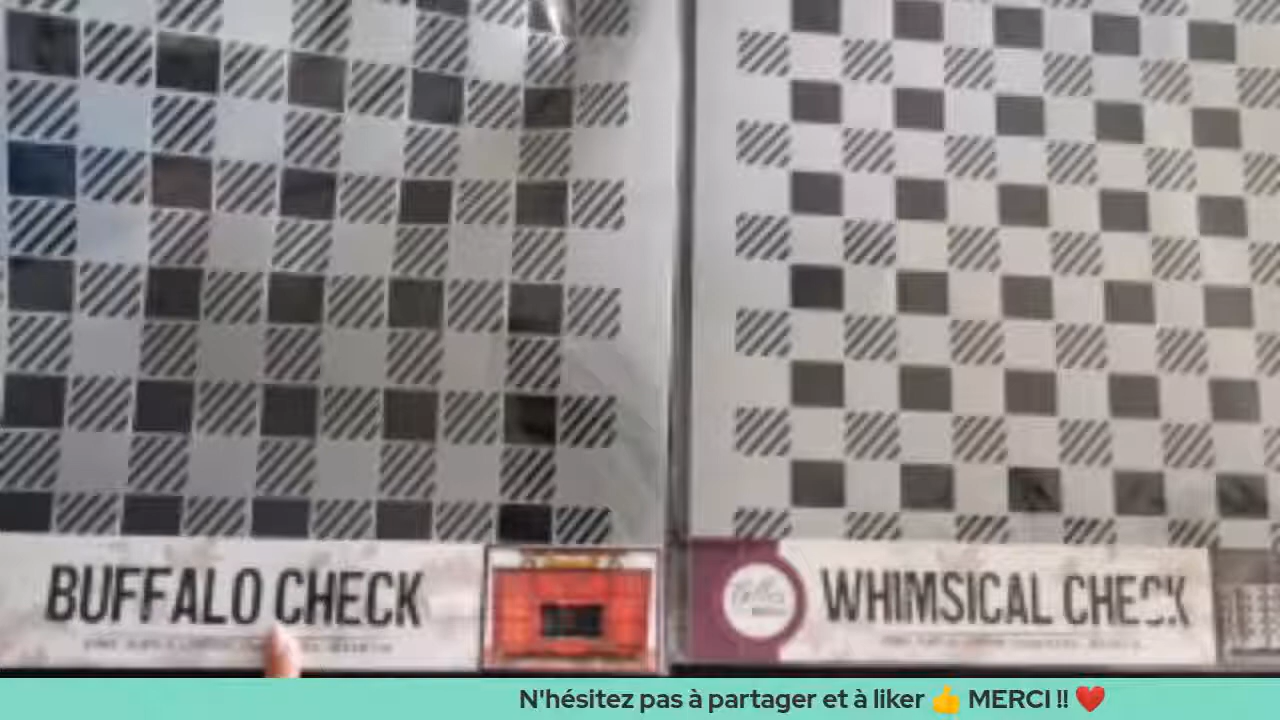 BUFFALO CHECK
WHIMSICAL CHECK
N'hésitez pas à partager et à liker 👍 MERCI !! ❤️